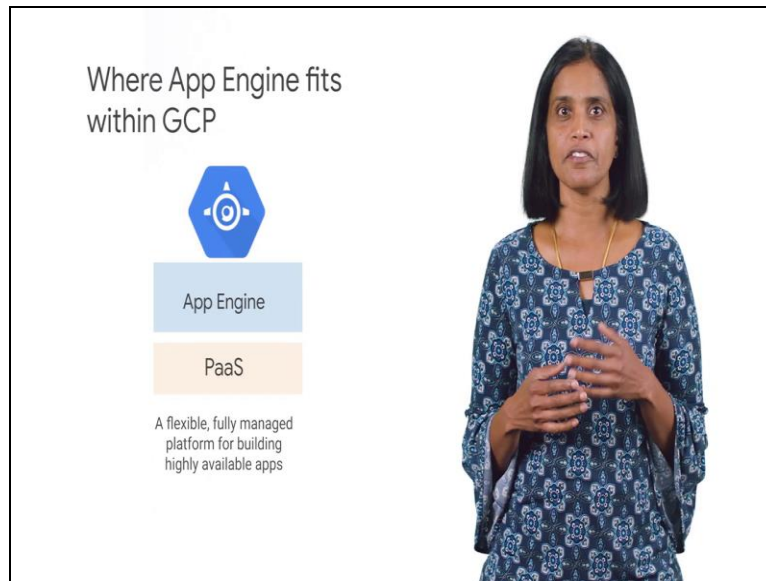 Where App Engine fits
within GCP
App Engine
PaaS
A flexible, fully managed
platform for building
highly available apps